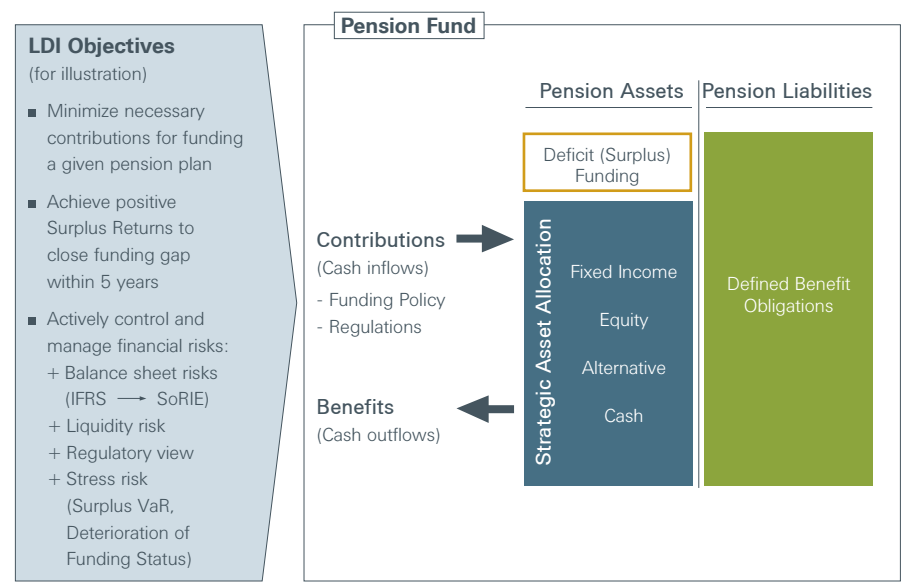 LDI Objectives
(for illustration)
■ Minimize necessary
contributions for funding
a given pension plan
■ Achieve positive
Surplus Returns to
close funding gap
within 5 years
■ Actively control and
manage financial risks:
+ Balance sheet risks
(IFRS → SoRIE)
+ Liquidity risk
+ Regulatory view
+ Stress risk
(Surplus VaR,
Deterioration of
Funding Status)
Pension Fund
Contributions
(Cash inflows)
- Funding Policy
- Regulations
Benefits
(Cash outflows)
Pension Assets
Deficit (Surplus)
Funding
Strategic Asset Allocation
Fixed Income
Equity
Alternative
Cash
Pension Liabilities
Defined Benefit
Obligations